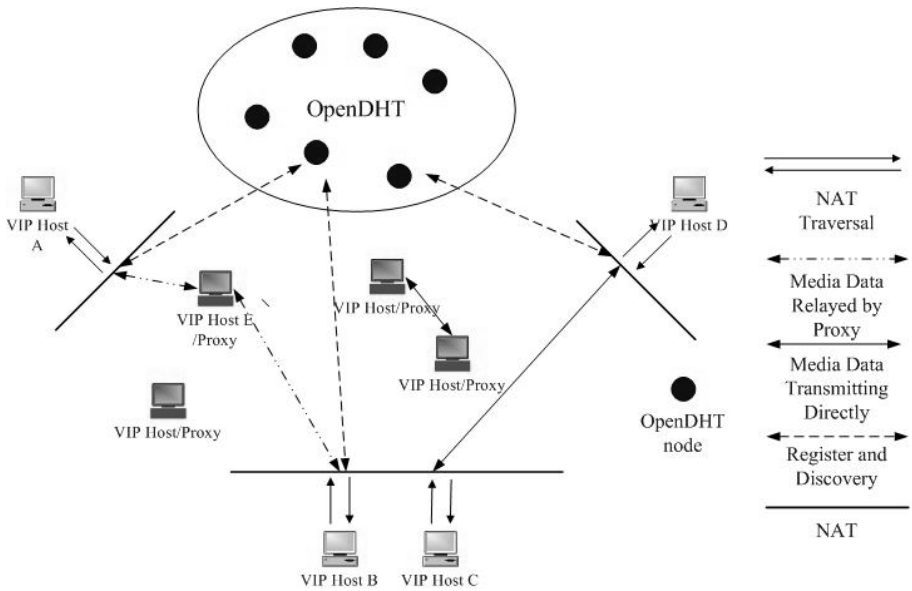 OpenDHT
VIP Host
A
VIP Host E
/Proxy
VIP Host/Proxy
VIP Host/Proxy
VIP Host/Proxy
VIP Host D
VIP Host B
VIP Host C
OpenDHT
node
NAT
Traversal
Media Data
Relayed by
Proxy
Media Data
Transmitting
Directly
Register and
Discovery
NAT